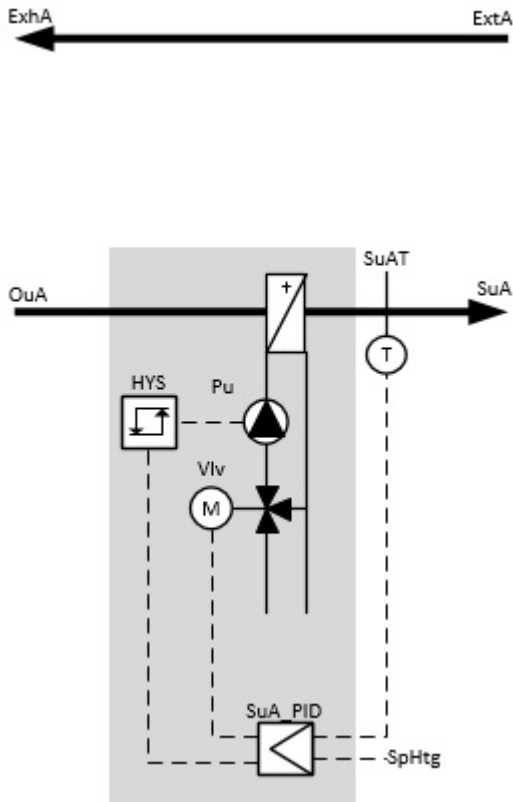 ExhA
ExtA
SuAT
OuA
+
SuA
T
HYS
Pu
Vlv
M
SuA_PID
SpHtg